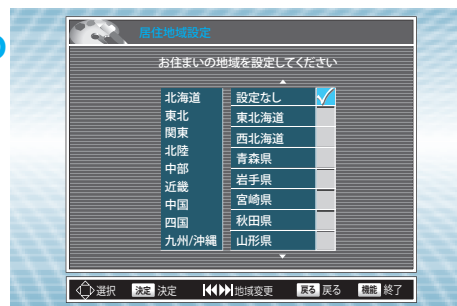 居住地域設定
お住まいの地域を設定してください
北海道
東北
関東
北陸
中部
近畿
中国
四国
九州/沖縄
設定なし
東北海道
西北海道
青森県
岩手県
宮崎県
秋田県
山形県
選択 決定 決定 地域変更 戻る 戻る 機能 終了